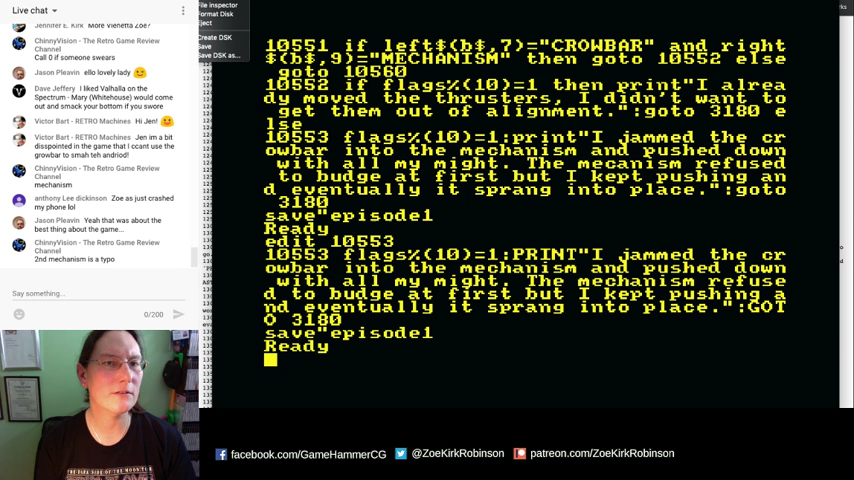 Live chat
Jennifer E. Kirk More Vienetta Zoe?
ChinnyVision - The Retro Game Review
Channel
Call 0 if someone swears
Jason Pleavin ello lovely lady
Dave Jeffery I liked Valhalla on the
Spectrum - Mary (Whitehouse) would come
out and smack your bottom if you swore
Victor Bart - RETRO Machines Hi Jen!
Victor Bart - RETRO Machines Jen im a bit
disspointed in the game that I ccant use the
growbar to smah teh andriod!
ChinnyVision - The Retro Game Review
Channel
mechanism
anthony Lee dickinson Zoe as just crashed
my phone lol
Jason Pleavin Yeah that was about the
best thing about the game...
ChinnyVision - The Retro Game Review
Channel
2nd mechanism is a typo
Say something...
0/200
File Inspector
Format Disk
Eject
Create DSK
Save
Save DSK as...
10551 if left$(b$,7)="CROWBAR" and right
$(b$,9)="MECHANISM" then goto 10552 else
goto 10560
10552 if flags%(10)=1 then print"I alrea
dy moved the thrusters, I didn't want to
get them out of alignment.":goto 3180 e
lse
10553 flags%(10)=1:print"I jammed the cr
owbar into the mechanism and pushed down
with all my might. The mecanism refused
to budge at first but I kept pushing an
d eventually it sprang into place.":goto
3180
save"episode1
Ready
edit 10553
10553 flags%(10)=1:PRINT"I jammed the cr
owbar into the mechanism and pushed down
with all my might. The mechanism refuse
d to budge at first but I kept pushing a
nd eventually it sprang into place.":GOT
O 3180
save"episode1
Ready
facebook.com/GameHammerCG
@ZoeKirkRobinson
patreon.com/ZoeKirkRobinson